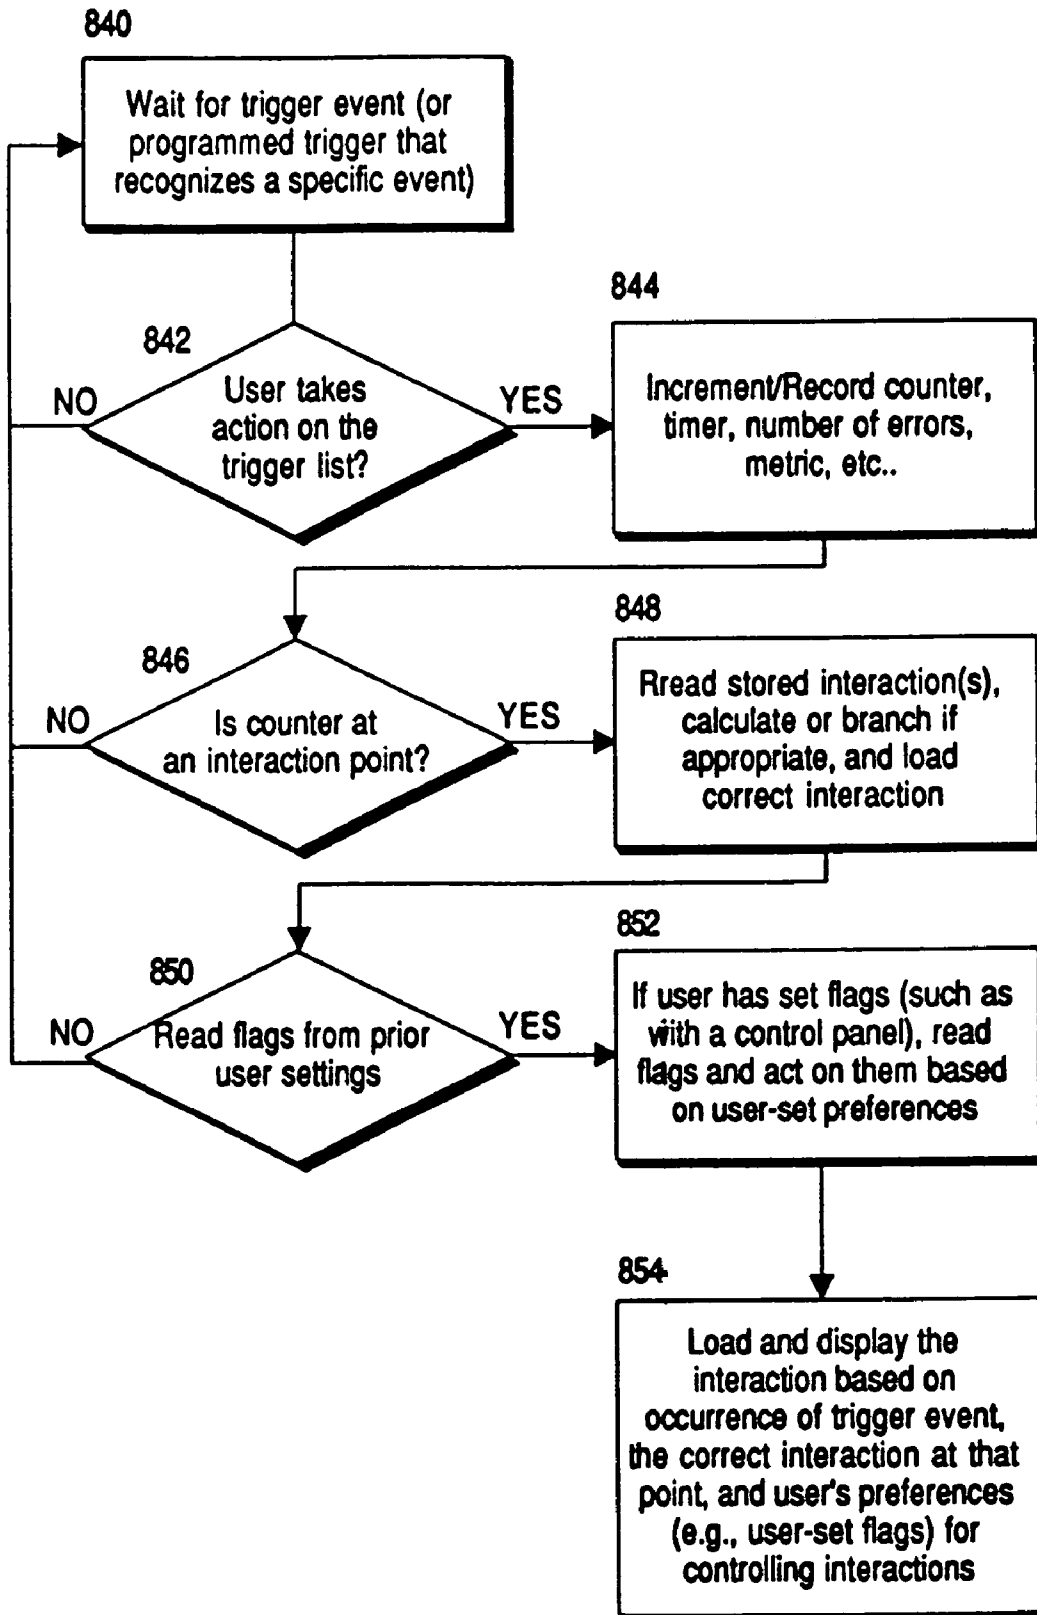 840
Wait for trigger event (or
programmed trigger that
recognizes a specific event)
842
User takes
action on the
trigger list?
NO
YES
844
Increment/Record counter,
timer, number of errors,
metric, etc..
846
Is counter at
an interaction point?
NO
YES
848
Rread stored interaction(s),
calculate or branch if
appropriate, and load
correct interaction
850
Read flags from prior
user settings
NO
YES
852
If user has set flags (such as
with a control panel), read
flags and act on them based
on user-set preferences
854
Load and display the
interaction based on
occurrence of trigger event,
the correct interaction at that
point, and user's preferences
(e.g., user-set flags) for
controlling interactions